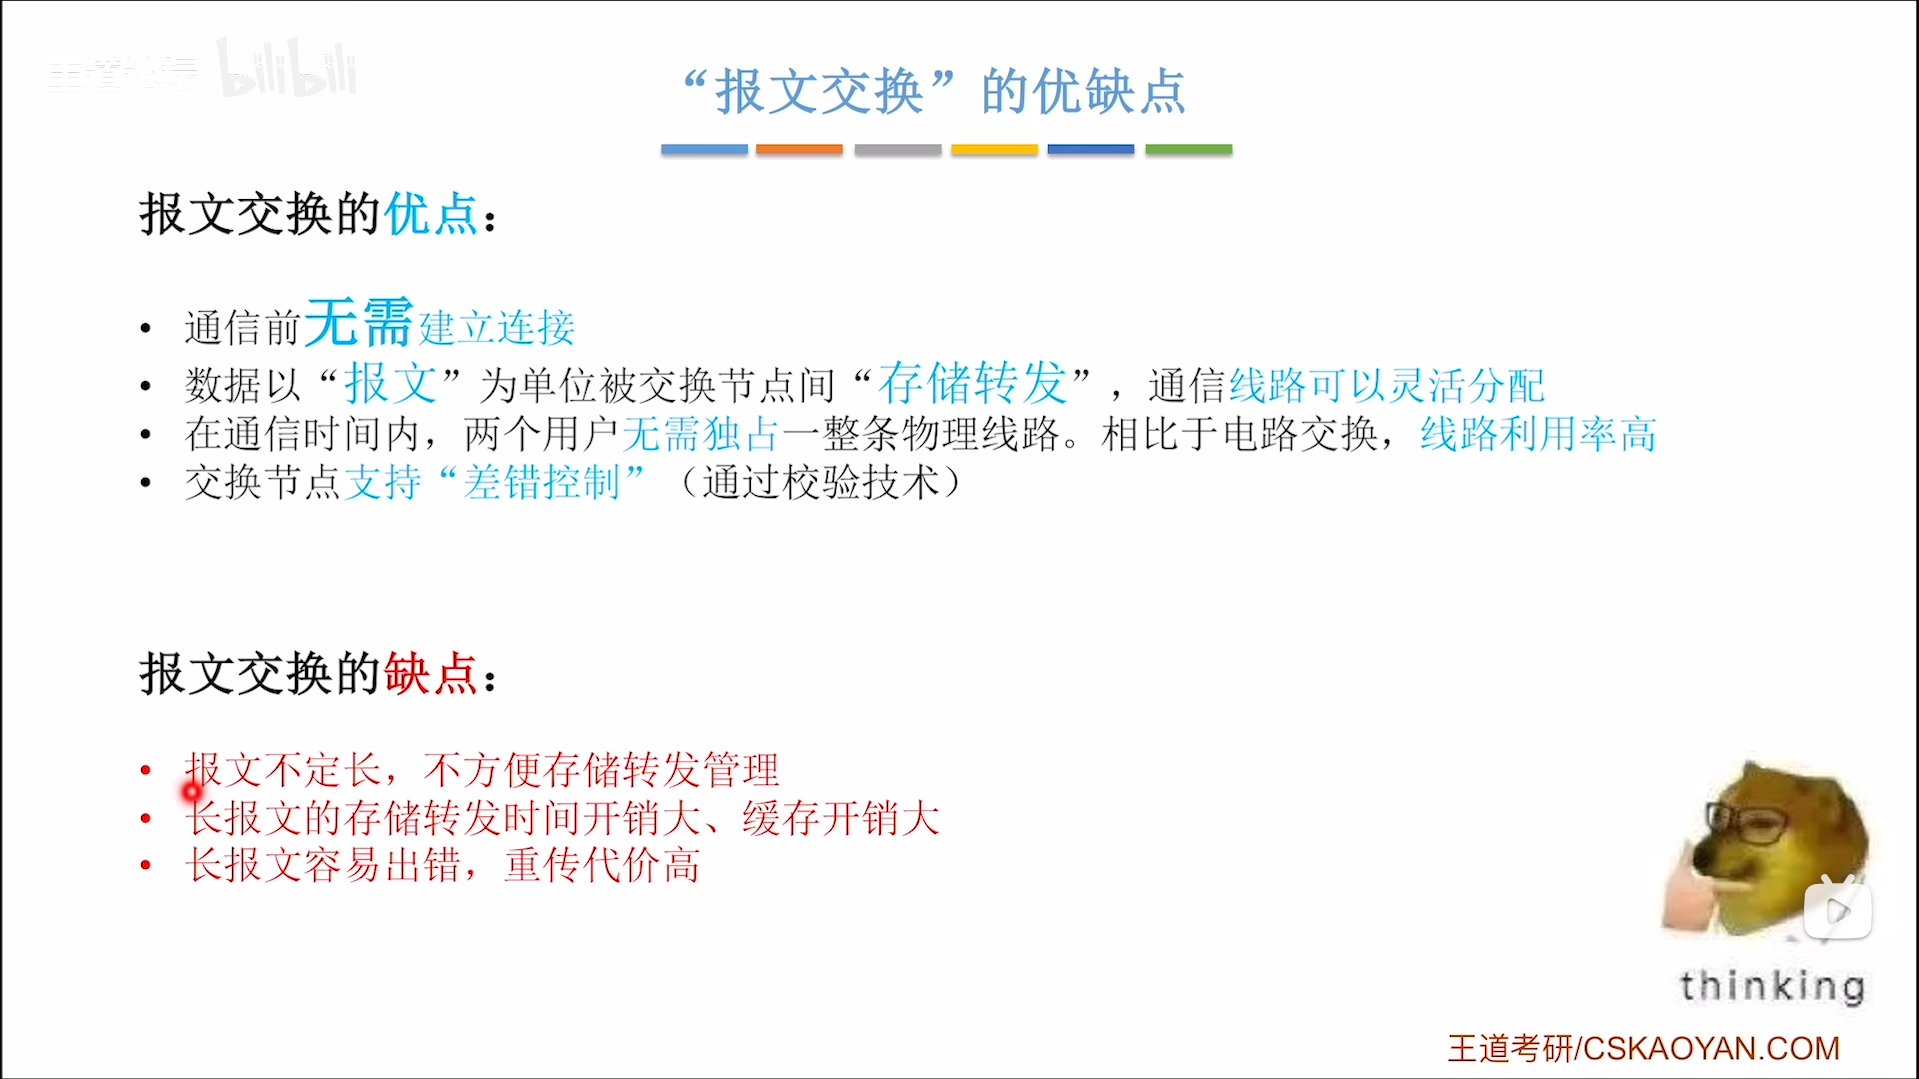 王道论坛 bilibili
“报文交换”的优缺点
报文交换的优点：
• 通信前无需建立连接
• 数据以“报文”为单位被交换节点间“存储转发”，通信线路可以灵活分配
• 在通信时间内，两个用户无需独占一整条物理线路。相比于电路交换，线路利用率高
• 交换节点支持“差错控制”（通过校验技术）
报文交换的缺点：
• 报文不定长，不方便存储转发管理
• 长报文的存储转发时间开销大、缓存开销大
• 长报文容易出错，重传代价高
thinking
王道考研/CSKAOYAN.COM